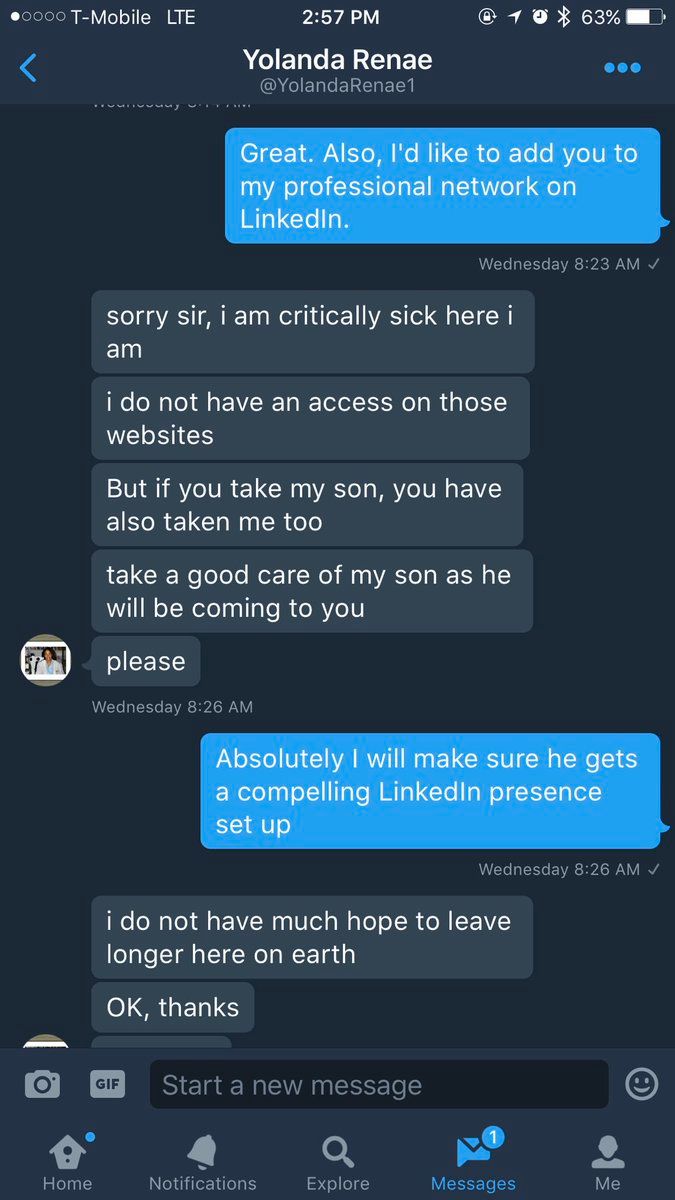 T-Mobile LTE 2:57 PM 63%
Yolanda Renae
@YolandaRenae1
Great. Also, I'd like to add you to
my professional network on
LinkedIn.
Wednesday 8:23 AM ✓
sorry sir, i am critically sick here i
am
i do not have an access on those
websites
But if you take my son, you have
also taken me too
take a good care of my son as he
will be coming to you
please
Wednesday 8:26 AM
Absolutely I will make sure he gets
a compelling LinkedIn presence
set up
Wednesday 8:26 AM ✓
i do not have much hope to leave
longer here on earth
OK, thanks
GIF Start a new message
1
Home Notifications Explore Messages Me